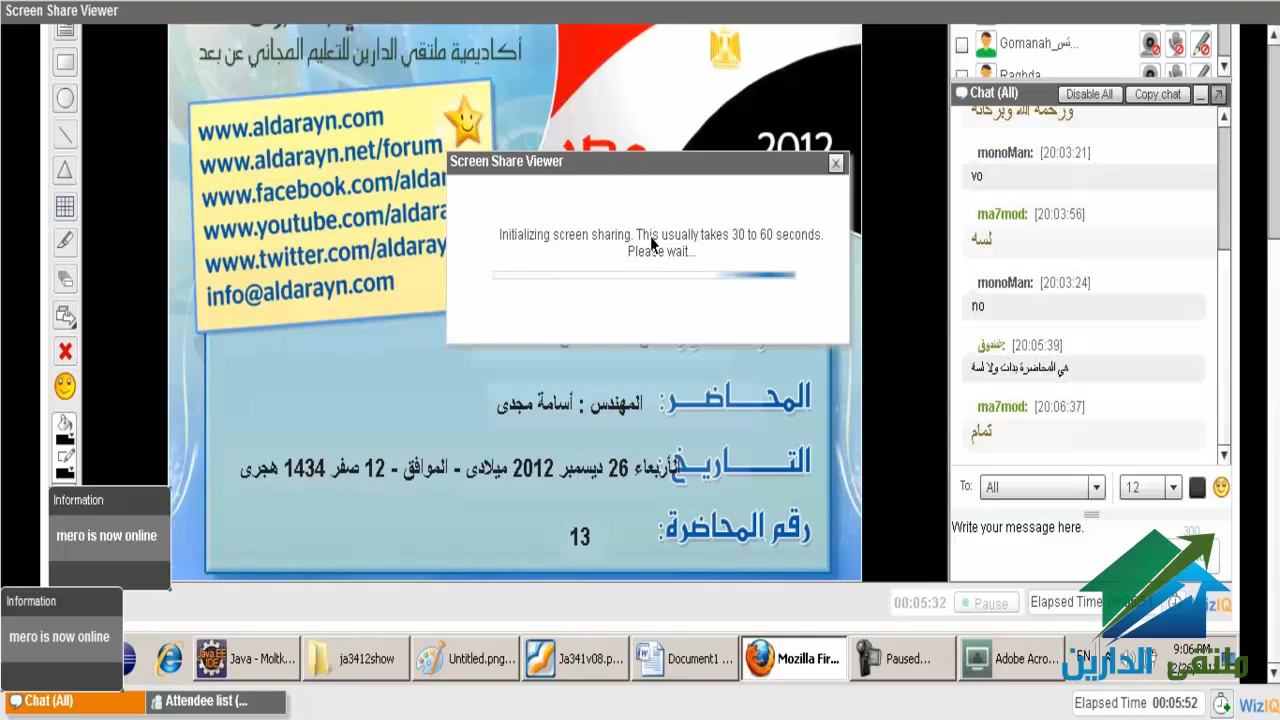 Screen Share Viewer
أكاديمية ملتقى الدارين للتعليم المجاني عن بعد
www.aldarayn.com
www.aldarayn.net/forum
www.facebook.com/aldar
www.youtube.com/aldara
www.twitter.com/aldaray
info@aldarayn.com
2012
Screen Share Viewer
Initializing screen sharing. This usually takes 30 to 60 seconds.
Please wait...
المحاضر: المهندس : أسامة مجدى
التاريخ: الأربعاء 26 ديسمبر 2012 ميلادى - الموافق - 12 صفر 1434 هجرى
رقم المحاضرة: 13
Gomanah_
Raghda
Chat (All)
Disable All
Copy chat
ورحمة الله وبركاته
monoMan: [20:03:21]
vo
ma7mod: [20:03:56]
لسه
monoMan: [20:03:24]
no
[20:05:39]
هي المحاضرة بدات ولا لسة
ma7mod: [20:06:37]
تمام
To: All 12
Write your message here.
300
Information
mero is now online
Information
mero is now online
00:05:32
Pause
Elapsed Time
Java - Moltk...
ja3412show
Untitled.png...
Ja341v08.p...
Document1 ...
Mozilla Fir...
Paused...
Adobe Acro...
EN
9:06 PM
ملتقى الدارين
Chat (All)
Attendee list (...
Elapsed Time 00:05:52
WizIQ